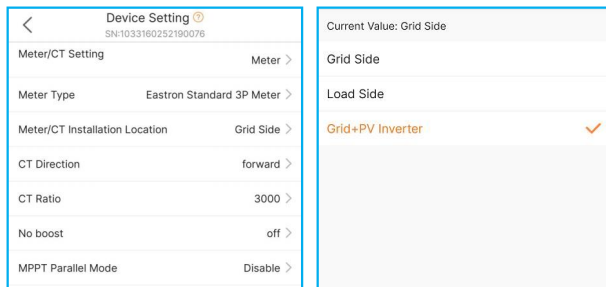 Device Setting ?
SN:1033160252190076
Meter/CT Setting Meter >
Meter Type Eastron Standard 3P Meter >
Meter/CT Installation Location Grid Side >
CT Direction forward >
CT Ratio 3000 >
No boost off >
MPPT Parallel Mode Disable >
Current Value: Grid Side
Grid Side
Load Side
Grid+PV Inverter